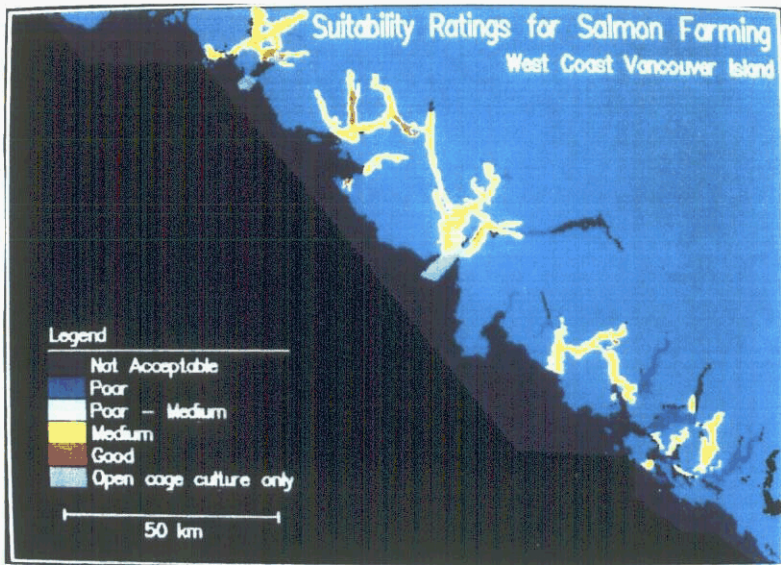 Suitability Ratings for Salmon Farming
West Coast Vancouver Island
Legend
Not Acceptable
Poor
Poor - Medium
Medium
Good
Open cage culture only
50 km